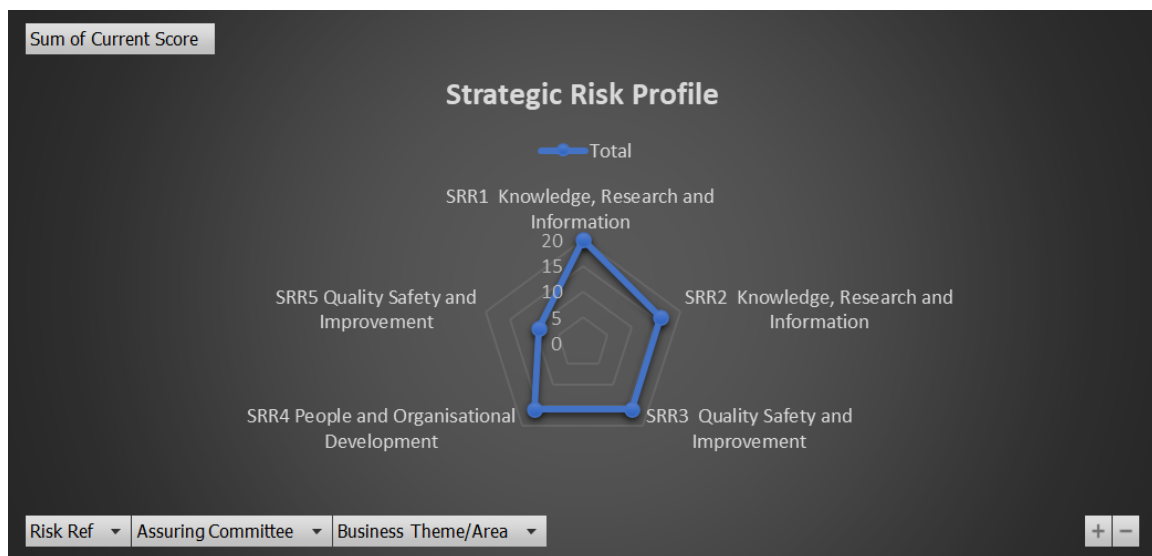 Sum of Current Score
Strategic Risk Profile
Total
SRR1 Knowledge, Research and
Information
20
15
10
5
0
SRR5 Quality Safety and
Improvement
SRR2 Knowledge, Research and
Information
SRR4 People and Organisational
Development
SRR3 Quality Safety and
Improvement
Risk Ref
Assuring Committee
Business Theme/Area
+ −